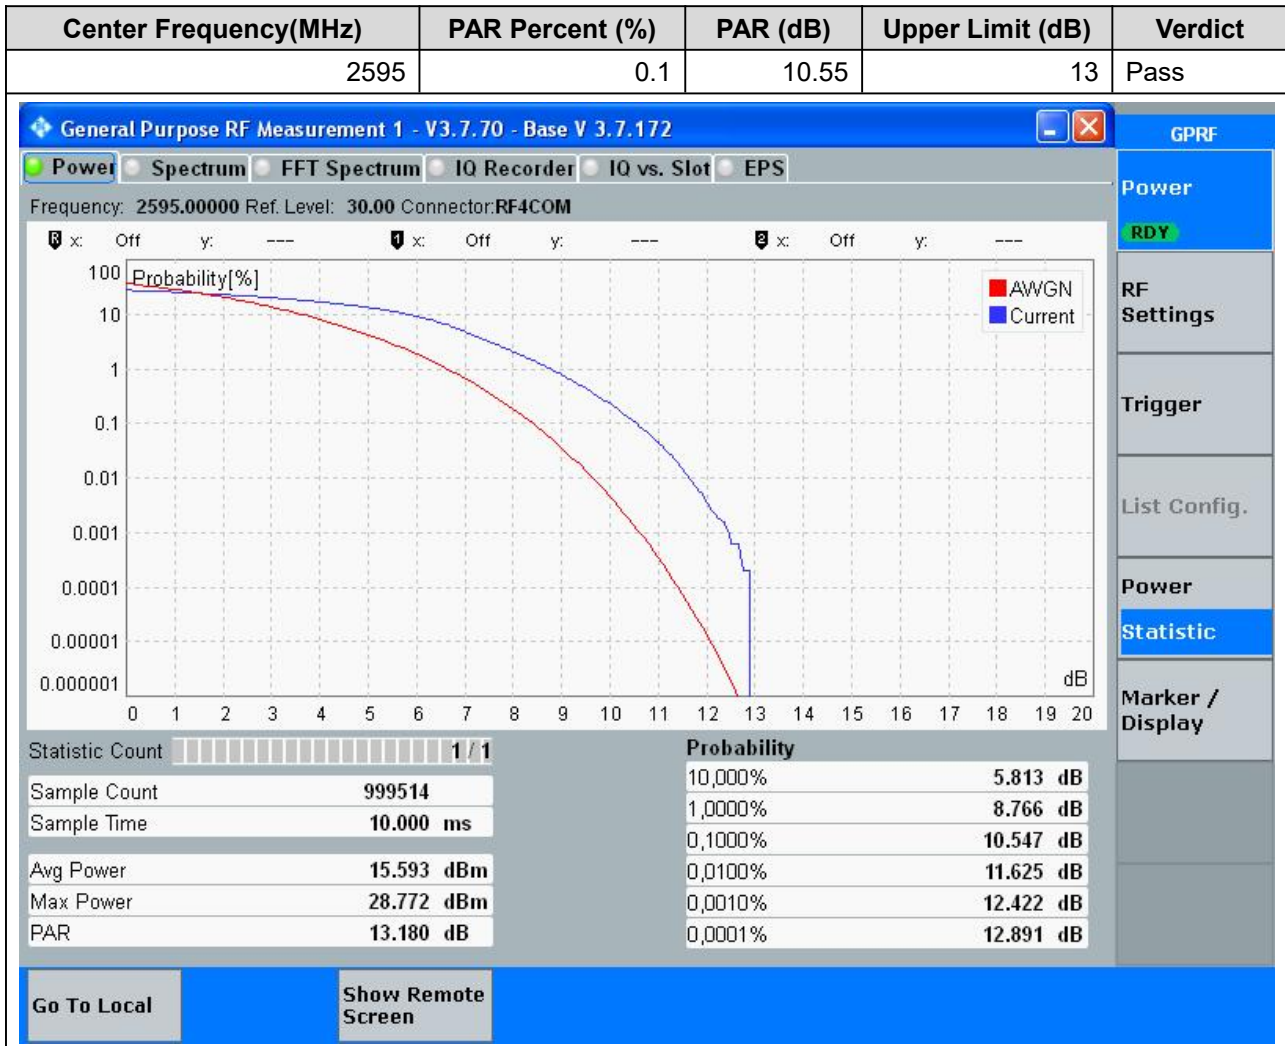 Center Frequency(MHz) PAR Percent (%) PAR (dB) Upper Limit (dB) Verdict
2595 0.1 10.55 13 Pass
General Purpose RF Measurement 1 - V3.7.70 - Base V 3.7.172
GPRF
Power Spectrum FFT Spectrum IQ Recorder IQ vs. Slot EPS
Power
RDY
Frequency: 2595.00000 Ref. Level: 30.00 Connector:RF4COM
R x: Off y: --- 1 x: Off y: --- 2 x: Off y: ---
Probability[%]
AWGN
Current
100
10
1
0.1
0.01
0.001
0.0001
0.00001
0.000001
dB
0 1 2 3 4 5 6 7 8 9 10 11 12 13 14 15 16 17 18 19 20
RF
Settings
Trigger
List Config.
Power
Statistic
Marker /
Display
Statistic Count 1 / 1
Sample Count 999514
Sample Time 10.000 ms
Avg Power 15.593 dBm
Max Power 28.772 dBm
PAR 13.180 dB
Probability
10,000% 5.813 dB
1,0000% 8.766 dB
0,1000% 10.547 dB
0,0100% 11.625 dB
0,0010% 12.422 dB
0,0001% 12.891 dB
Go To Local
Show Remote
Screen